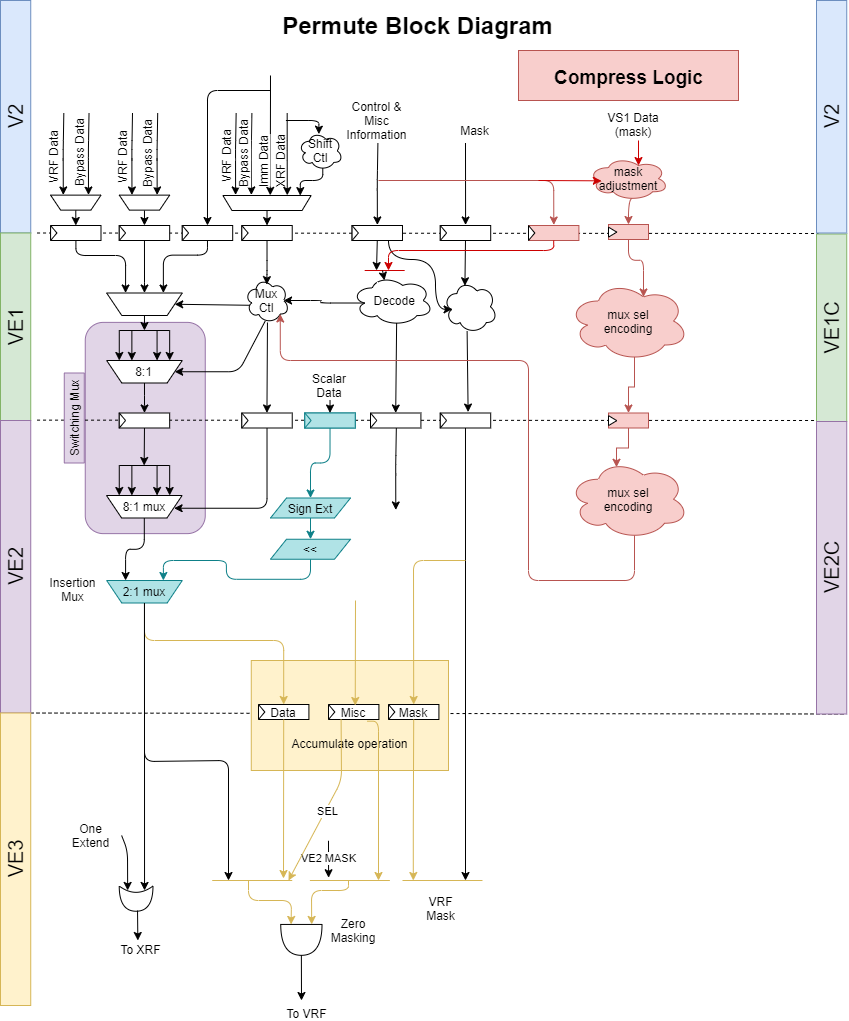 Permute Block Diagram
Compress Logic
V2
V2
VRF Data
Bypass Data
VRF Data
Bypass Data
VRF Data
Bypass Data
Imm Data
XRF Data
Shift
Ctl
Control &
Misc
Information
Mask
VS1 Data
(mask)
mask
adjustment
VE1
VE1C
Mux
Ctl
Decode
mux sel
encoding
8:1
Switching Mux
Scalar
Data
VE2
VE2C
8:1 mux
Sign Ext
<<
mux sel
encoding
Insertion
Mux
2:1 mux
Data
Misc
Mask
Accumulate operation
VE3
SEL
One
Extend
VE2 MASK
VRF
Mask
Zero
Masking
To XRF
To VRF